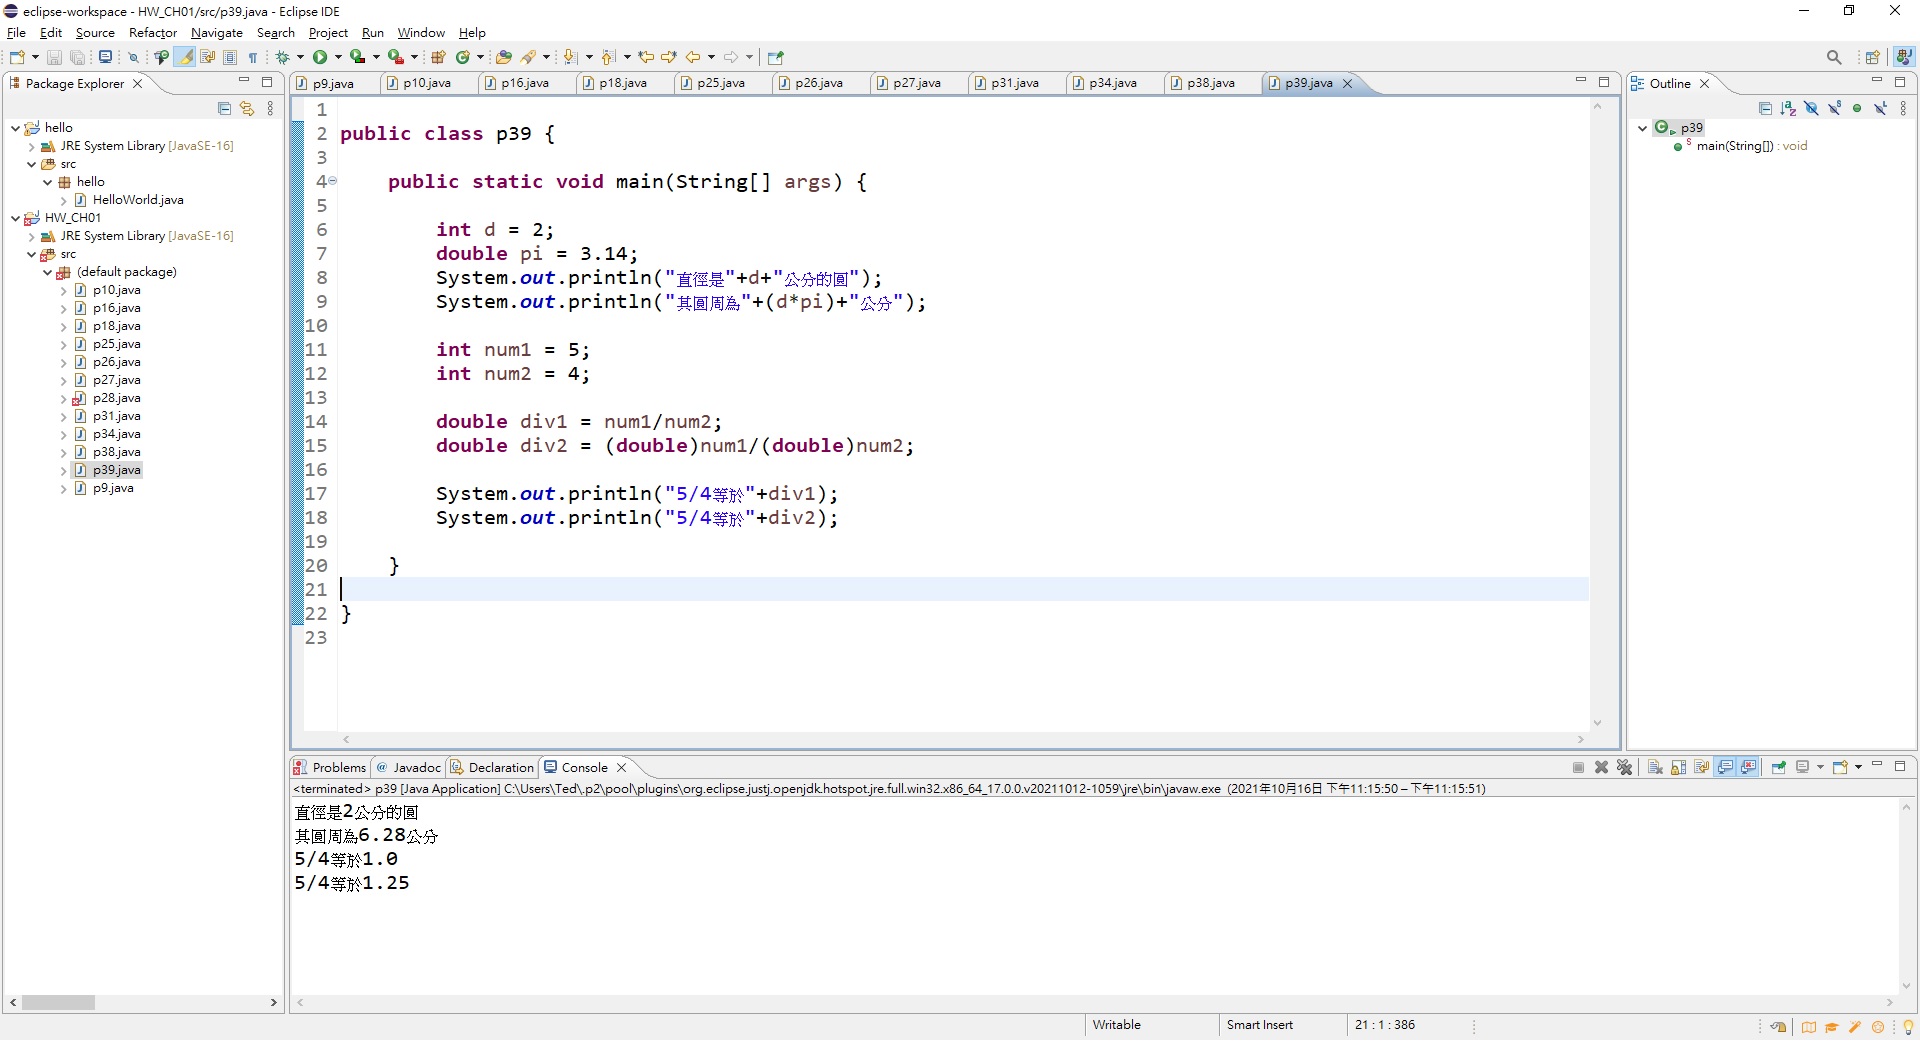 eclipse-workspace - HW_CH01/src/p39.java - Eclipse IDE
File Edit Source Refactor Navigate Search Project Run Window Help
Package Explorer
hello
JRE System Library [JavaSE-16]
src
hello
HelloWorld.java
HW_CH01
JRE System Library [JavaSE-16]
src
(default package)
p10.java
p16.java
p18.java
p25.java
p26.java
p27.java
p28.java
p31.java
p34.java
p38.java
p39.java
p9.java
p9.java p10.java p16.java p18.java p25.java p26.java p27.java p31.java p34.java p38.java p39.java
1
2 public class p39 {
3
4 public static void main(String[] args) {
5
6 int d = 2;
7 double pi = 3.14;
8 System.out.println("直徑是"+d+"公分的圓");
9 System.out.println("其圓周為"+(d*pi)+"公分");
10
11 int num1 = 5;
12 int num2 = 4;
13
14 double div1 = num1/num2;
15 double div2 = (double)num1/(double)num2;
16
17 System.out.println("5/4等於"+div1);
18 System.out.println("5/4等於"+div2);
19
20 }
21
22 }
23
Outline
p39
main(String[]) : void
Problems Javadoc Declaration Console
<terminated> p39 [Java Application] C:\Users\Ted\.p2\pool\plugins\org.eclipse.justj.openjdk.hotspot.jre.full.win32.x86_64_17.0.0.v20211012-1059\jre\bin\javaw.exe (2021年10月16日 下午11:15:50 – 下午11:15:51)
直徑是2公分的圓
其圓周為6.28公分
5/4等於1.0
5/4等於1.25
Writable Smart Insert 21 : 1 : 386